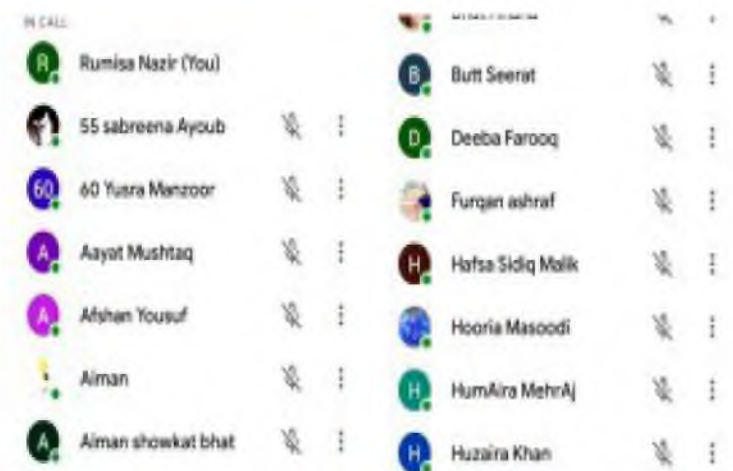 IN CALL
R Rumisa Nazir (You)
55 sabreena Ayoub
60 60 Yusra Manzoor
A Aayat Mushtaq
A Afshan Yousuf
Aiman
A Aiman showkat bhat
B Butt Seerat
D Deeba Farooq
Furqan ashraf
H Hafsa Sidiq Malik
Hooria Masoodi
H HumAira MehrAj
H Huzaira Khan